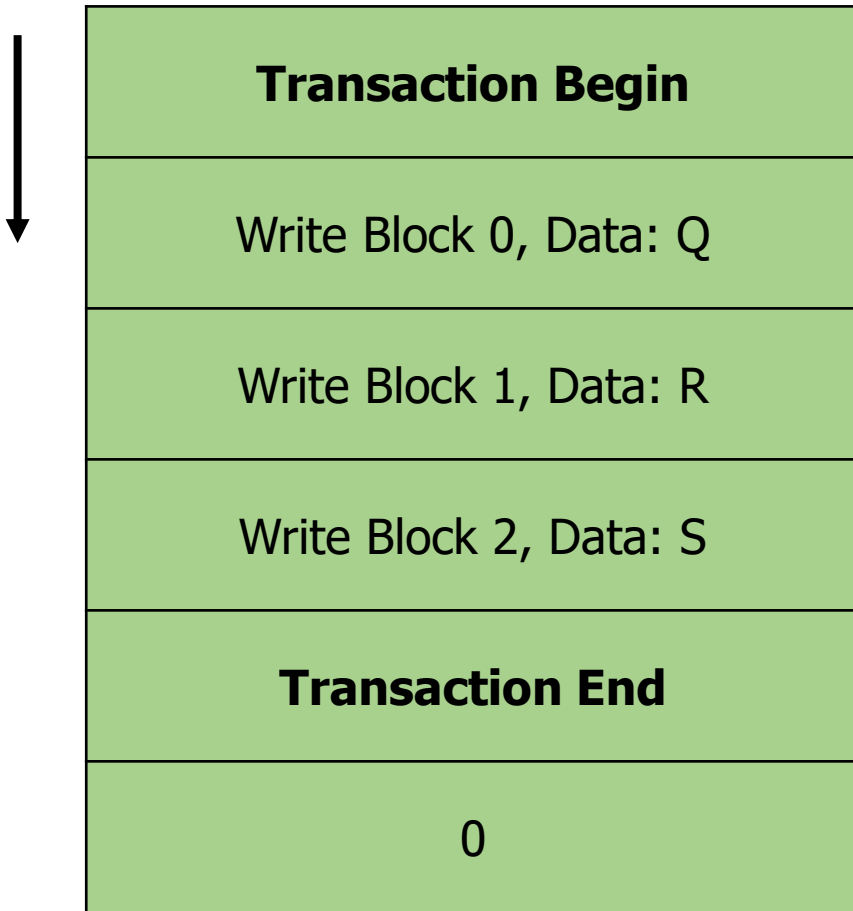 Transaction Begin
Write Block 0, Data: Q
Write Block 1, Data: R
Write Block 2, Data: S
Transaction End
0